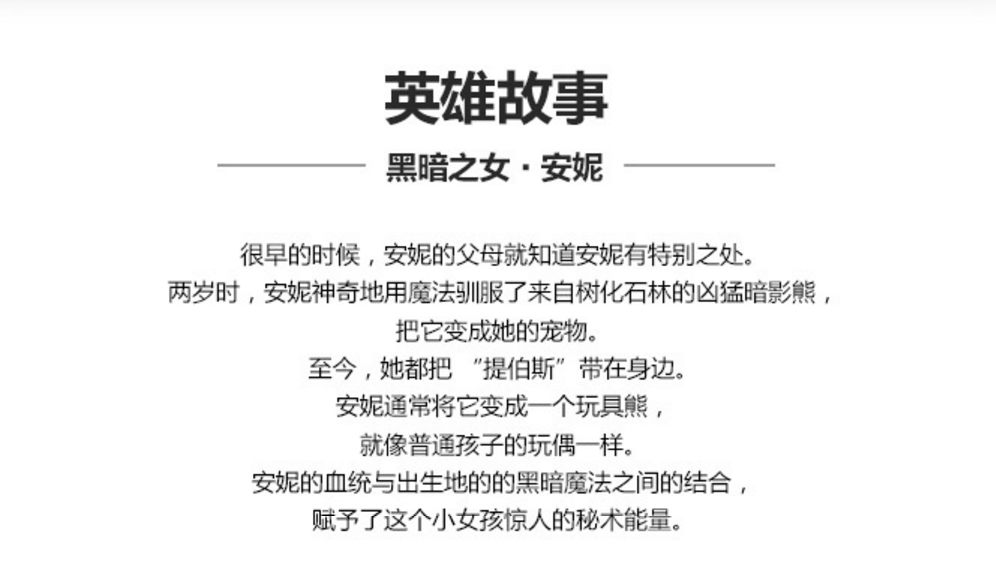 英雄故事
黑暗之女·安妮
很早的时候，安妮的父母就知道安妮有特别之处。
两岁时，安妮神奇地用魔法驯服了来自树化石林的凶猛暗影熊，
把它变成她的宠物。
至今，她都把 “提伯斯” 带在身边。
安妮通常将它变成一个玩具熊，
就像普通孩子的玩偶一样。
安妮的血统与出生地的的黑暗魔法之间的结合，
赋予了这个小女孩惊人的秘术能量。